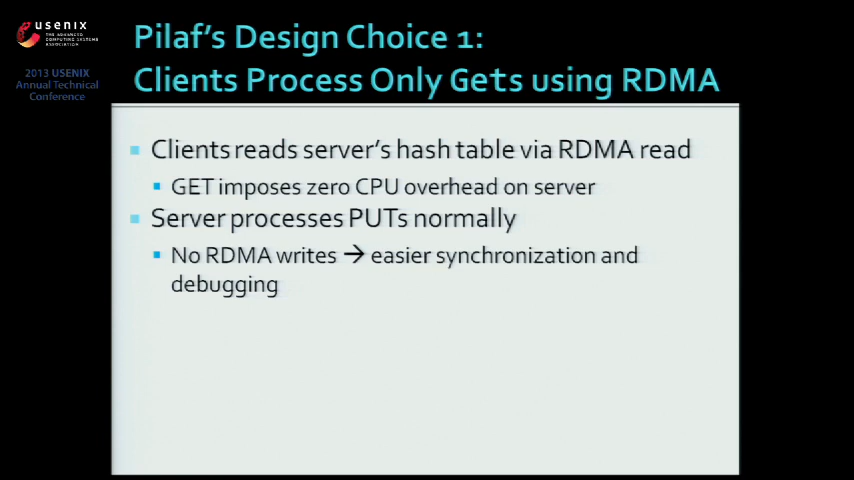 usenix
THE ADVANCED
COMPUTING SYSTEMS
ASSOCIATION
2013 USENIX
Annual Technical
Conference
Pilaf's Design Choice 1:
Clients Process Only Gets using RDMA
Clients reads server's hash table via RDMA read
GET imposes zero CPU overhead on server
Server processes PUTs normally
No RDMA writes → easier synchronization and
debugging